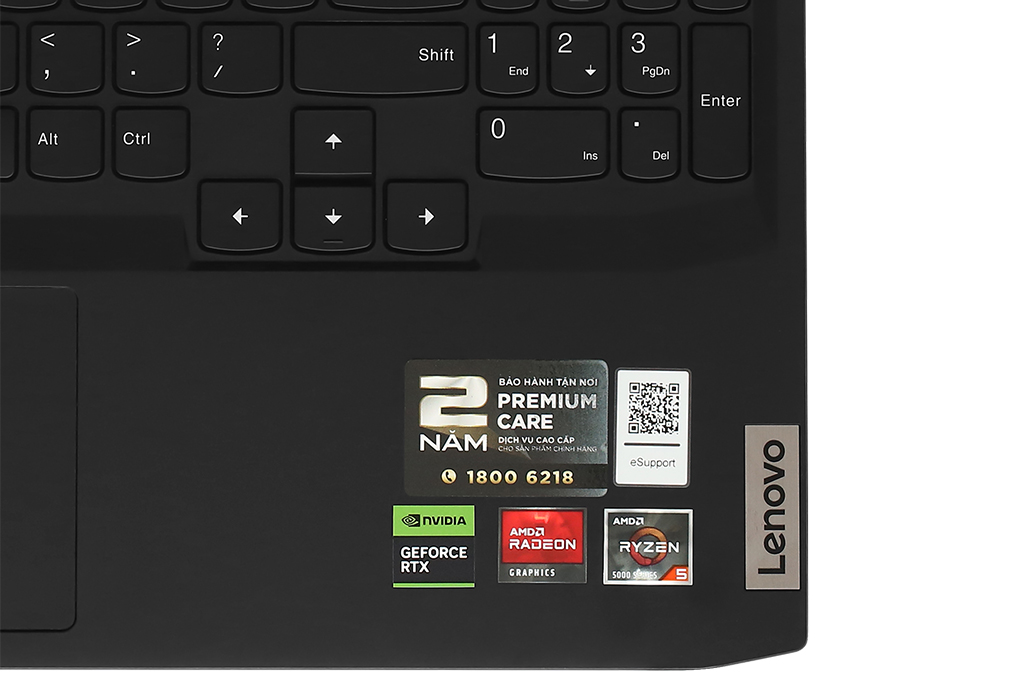 <
,
>
.
?
/
Shift
1
End
2
3
PgDn
Enter
Alt
Ctrl
0
Ins
.
Del
2
NĂM
BẢO HÀNH TẬN NƠI
PREMIUM
CARE
DỊCH VỤ CAO CẤP
CHO SẢN PHẨM CHÍNH HÃNG
1800 6218
eSupport
NVIDIA
GEFORCE
RTX
AMD
RADEON
GRAPHICS
AMD
RYZEN
5000 SERIES
5
Lenovo